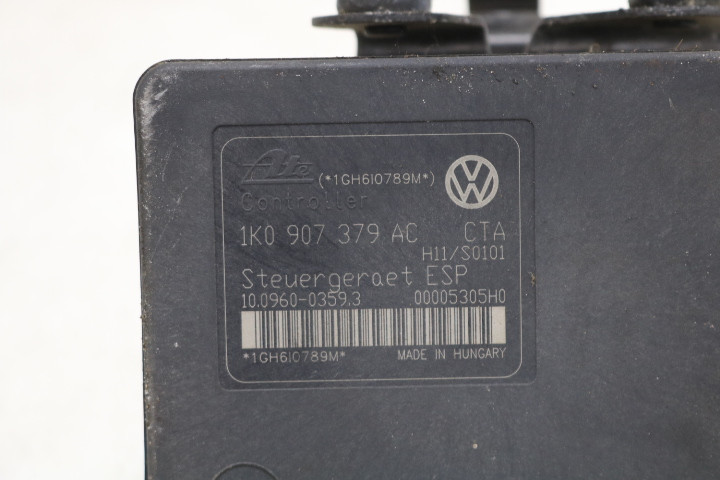 Ate (*1GH6I0789M*)
Controller
1K0 907 379 AC CTA
H11/S0101
Steuergeraet ESP
10.0960-0359.3 00005305H0
*1GH6I0789M* MADE IN HUNGARY